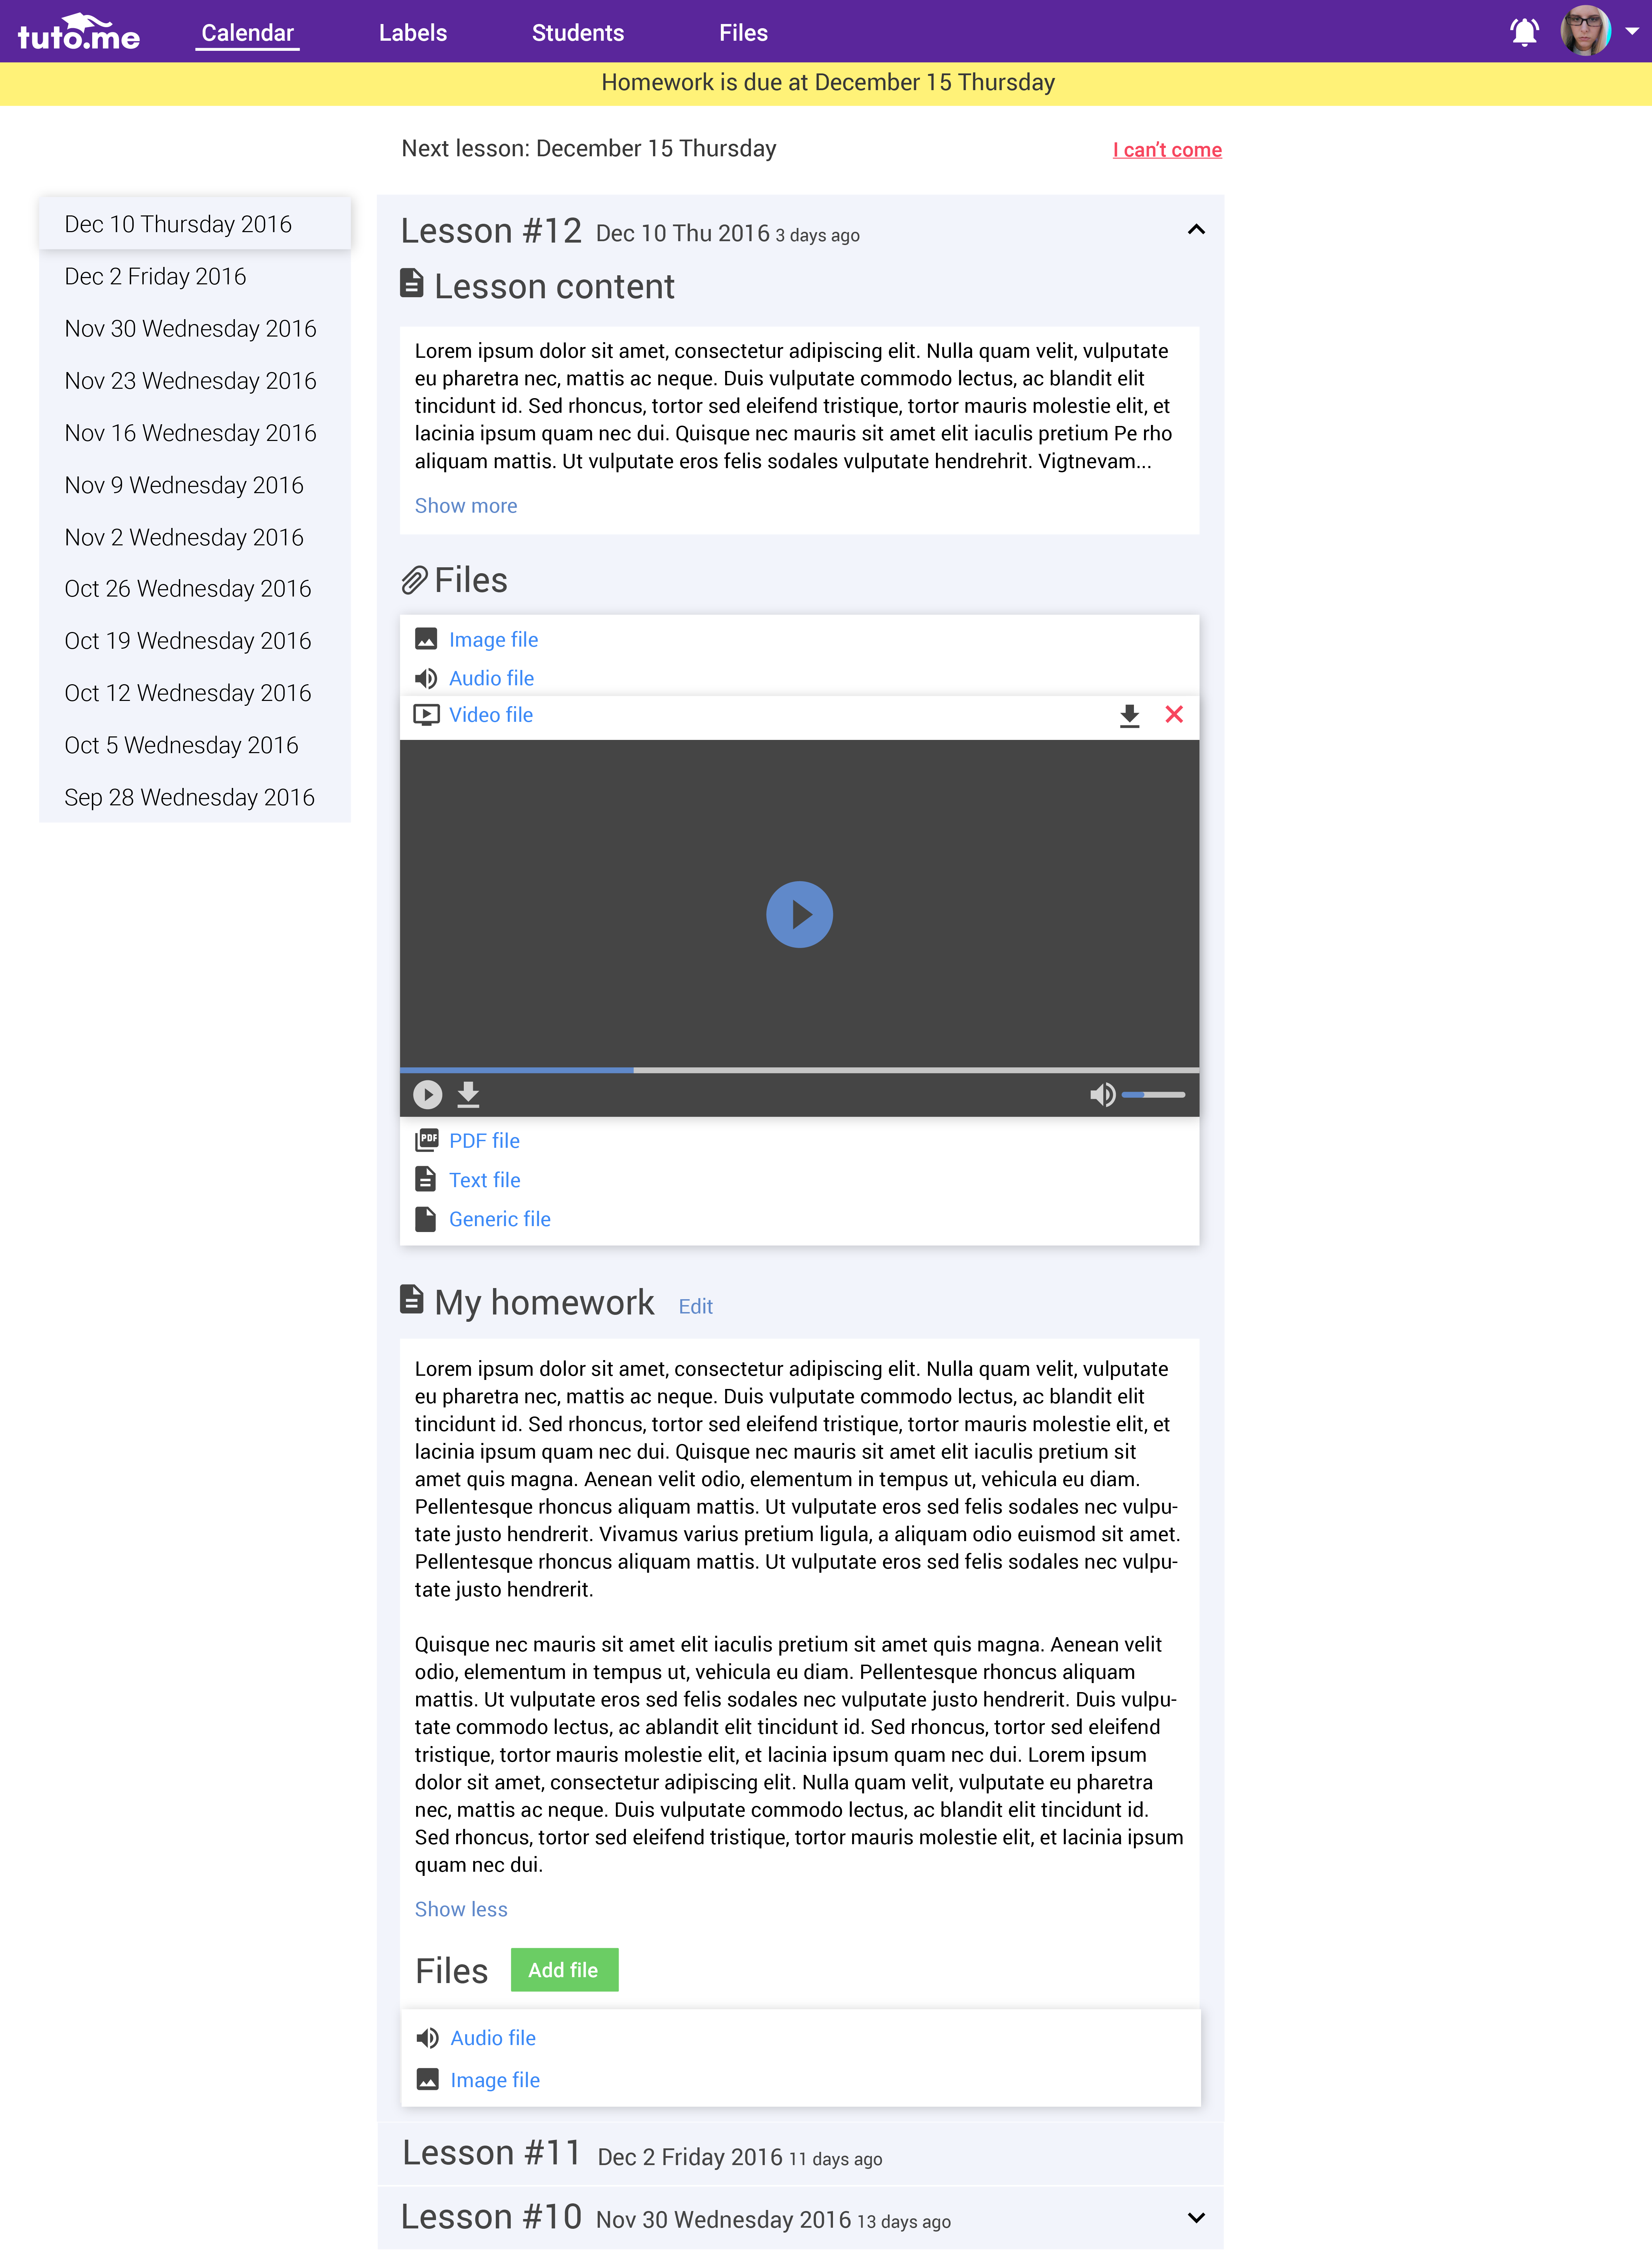 tuto.me
Calendar
Labels
Students
Files
Homework is due at December 15 Thursday
Next lesson: December 15 Thursday
I can't come
Dec 10 Thursday 2016
Dec 2 Friday 2016
Nov 30 Wednesday 2016
Nov 23 Wednesday 2016
Nov 16 Wednesday 2016
Nov 9 Wednesday 2016
Nov 2 Wednesday 2016
Oct 26 Wednesday 2016
Oct 19 Wednesday 2016
Oct 12 Wednesday 2016
Oct 5 Wednesday 2016
Sep 28 Wednesday 2016
Lesson #12 Dec 10 Thu 2016 3 days ago
Lesson content
Lorem ipsum dolor sit amet, consectetur adipiscing elit. Nulla quam velit, vulputate
eu pharetra nec, mattis ac neque. Duis vulputate commodo lectus, ac blandit elit
tincidunt id. Sed rhoncus, tortor sed eleifend tristique, tortor mauris molestie elit, et
lacinia ipsum quam nec dui. Quisque nec mauris sit amet elit iaculis pretium Pe rho
aliquam mattis. Ut vulputate eros felis sodales vulputate hendrehrit. Vigtnevam...
Show more
Files
Image file
Audio file
Video file
PDF
PDF file
Text file
Generic file
My homework Edit
Lorem ipsum dolor sit amet, consectetur adipiscing elit. Nulla quam velit, vulputate
eu pharetra nec, mattis ac neque. Duis vulputate commodo lectus, ac blandit elit
tincidunt id. Sed rhoncus, tortor sed eleifend tristique, tortor mauris molestie elit, et
lacinia ipsum quam nec dui. Quisque nec mauris sit amet elit iaculis pretium sit
amet quis magna. Aenean velit odio, elementum in tempus ut, vehicula eu diam.
Pellentesque rhoncus aliquam mattis. Ut vulputate eros sed felis sodales nec vulpu-
tate justo hendrerit. Vivamus varius pretium ligula, a aliquam odio euismod sit amet.
Pellentesque rhoncus aliquam mattis. Ut vulputate eros sed felis sodales nec vulpu-
tate justo hendrerit.
Quisque nec mauris sit amet elit iaculis pretium sit amet quis magna. Aenean velit
odio, elementum in tempus ut, vehicula eu diam. Pellentesque rhoncus aliquam
mattis. Ut vulputate eros sed felis sodales nec vulputate justo hendrerit. Duis vulpu-
tate commodo lectus, ac ablandit elit tincidunt id. Sed rhoncus, tortor sed eleifend
tristique, tortor mauris molestie elit, et lacinia ipsum quam nec dui. Lorem ipsum
dolor sit amet, consectetur adipiscing elit. Nulla quam velit, vulputate eu pharetra
nec, mattis ac neque. Duis vulputate commodo lectus, ac blandit elit tincidunt id.
Sed rhoncus, tortor sed eleifend tristique, tortor mauris molestie elit, et lacinia ipsum
quam nec dui.
Show less
Files
Add file
Audio file
Image file
Lesson #11 Dec 2 Friday 2016 11 days ago
Lesson #10 Nov 30 Wednesday 2016 13 days ago